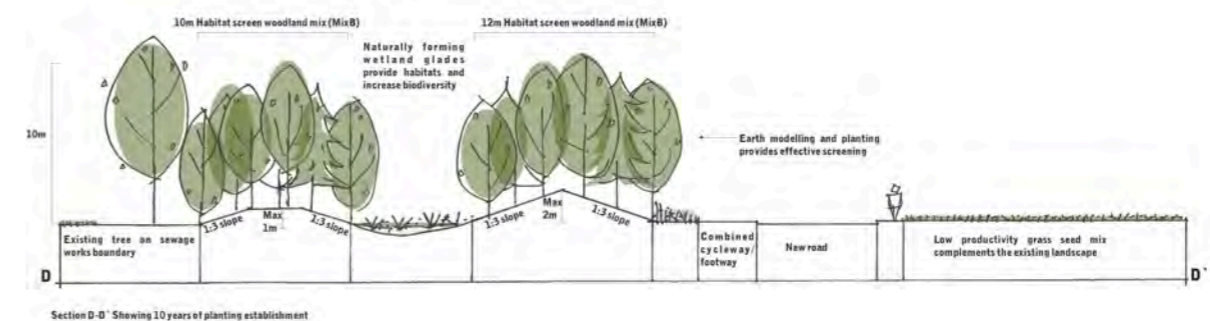 10m Habitat screen woodland mix (MixB)
12m Habitat screen woodland mix (MixB)
Naturally forming
wetland glades
provide habitats and
increase biodiversity
10m
Earth modelling and planting
provides effective screening
Existing tree an sewage
works boundary
1:3 slope
Max
1m
1:3 slope
1:3 slope
Max
2m
1:3 slope
Combined
cycleway/
footway
New road
Low productivity grass seed mix
complements the existing landscape
D
D`
Section D-D` Showing 10 years of planting establishment